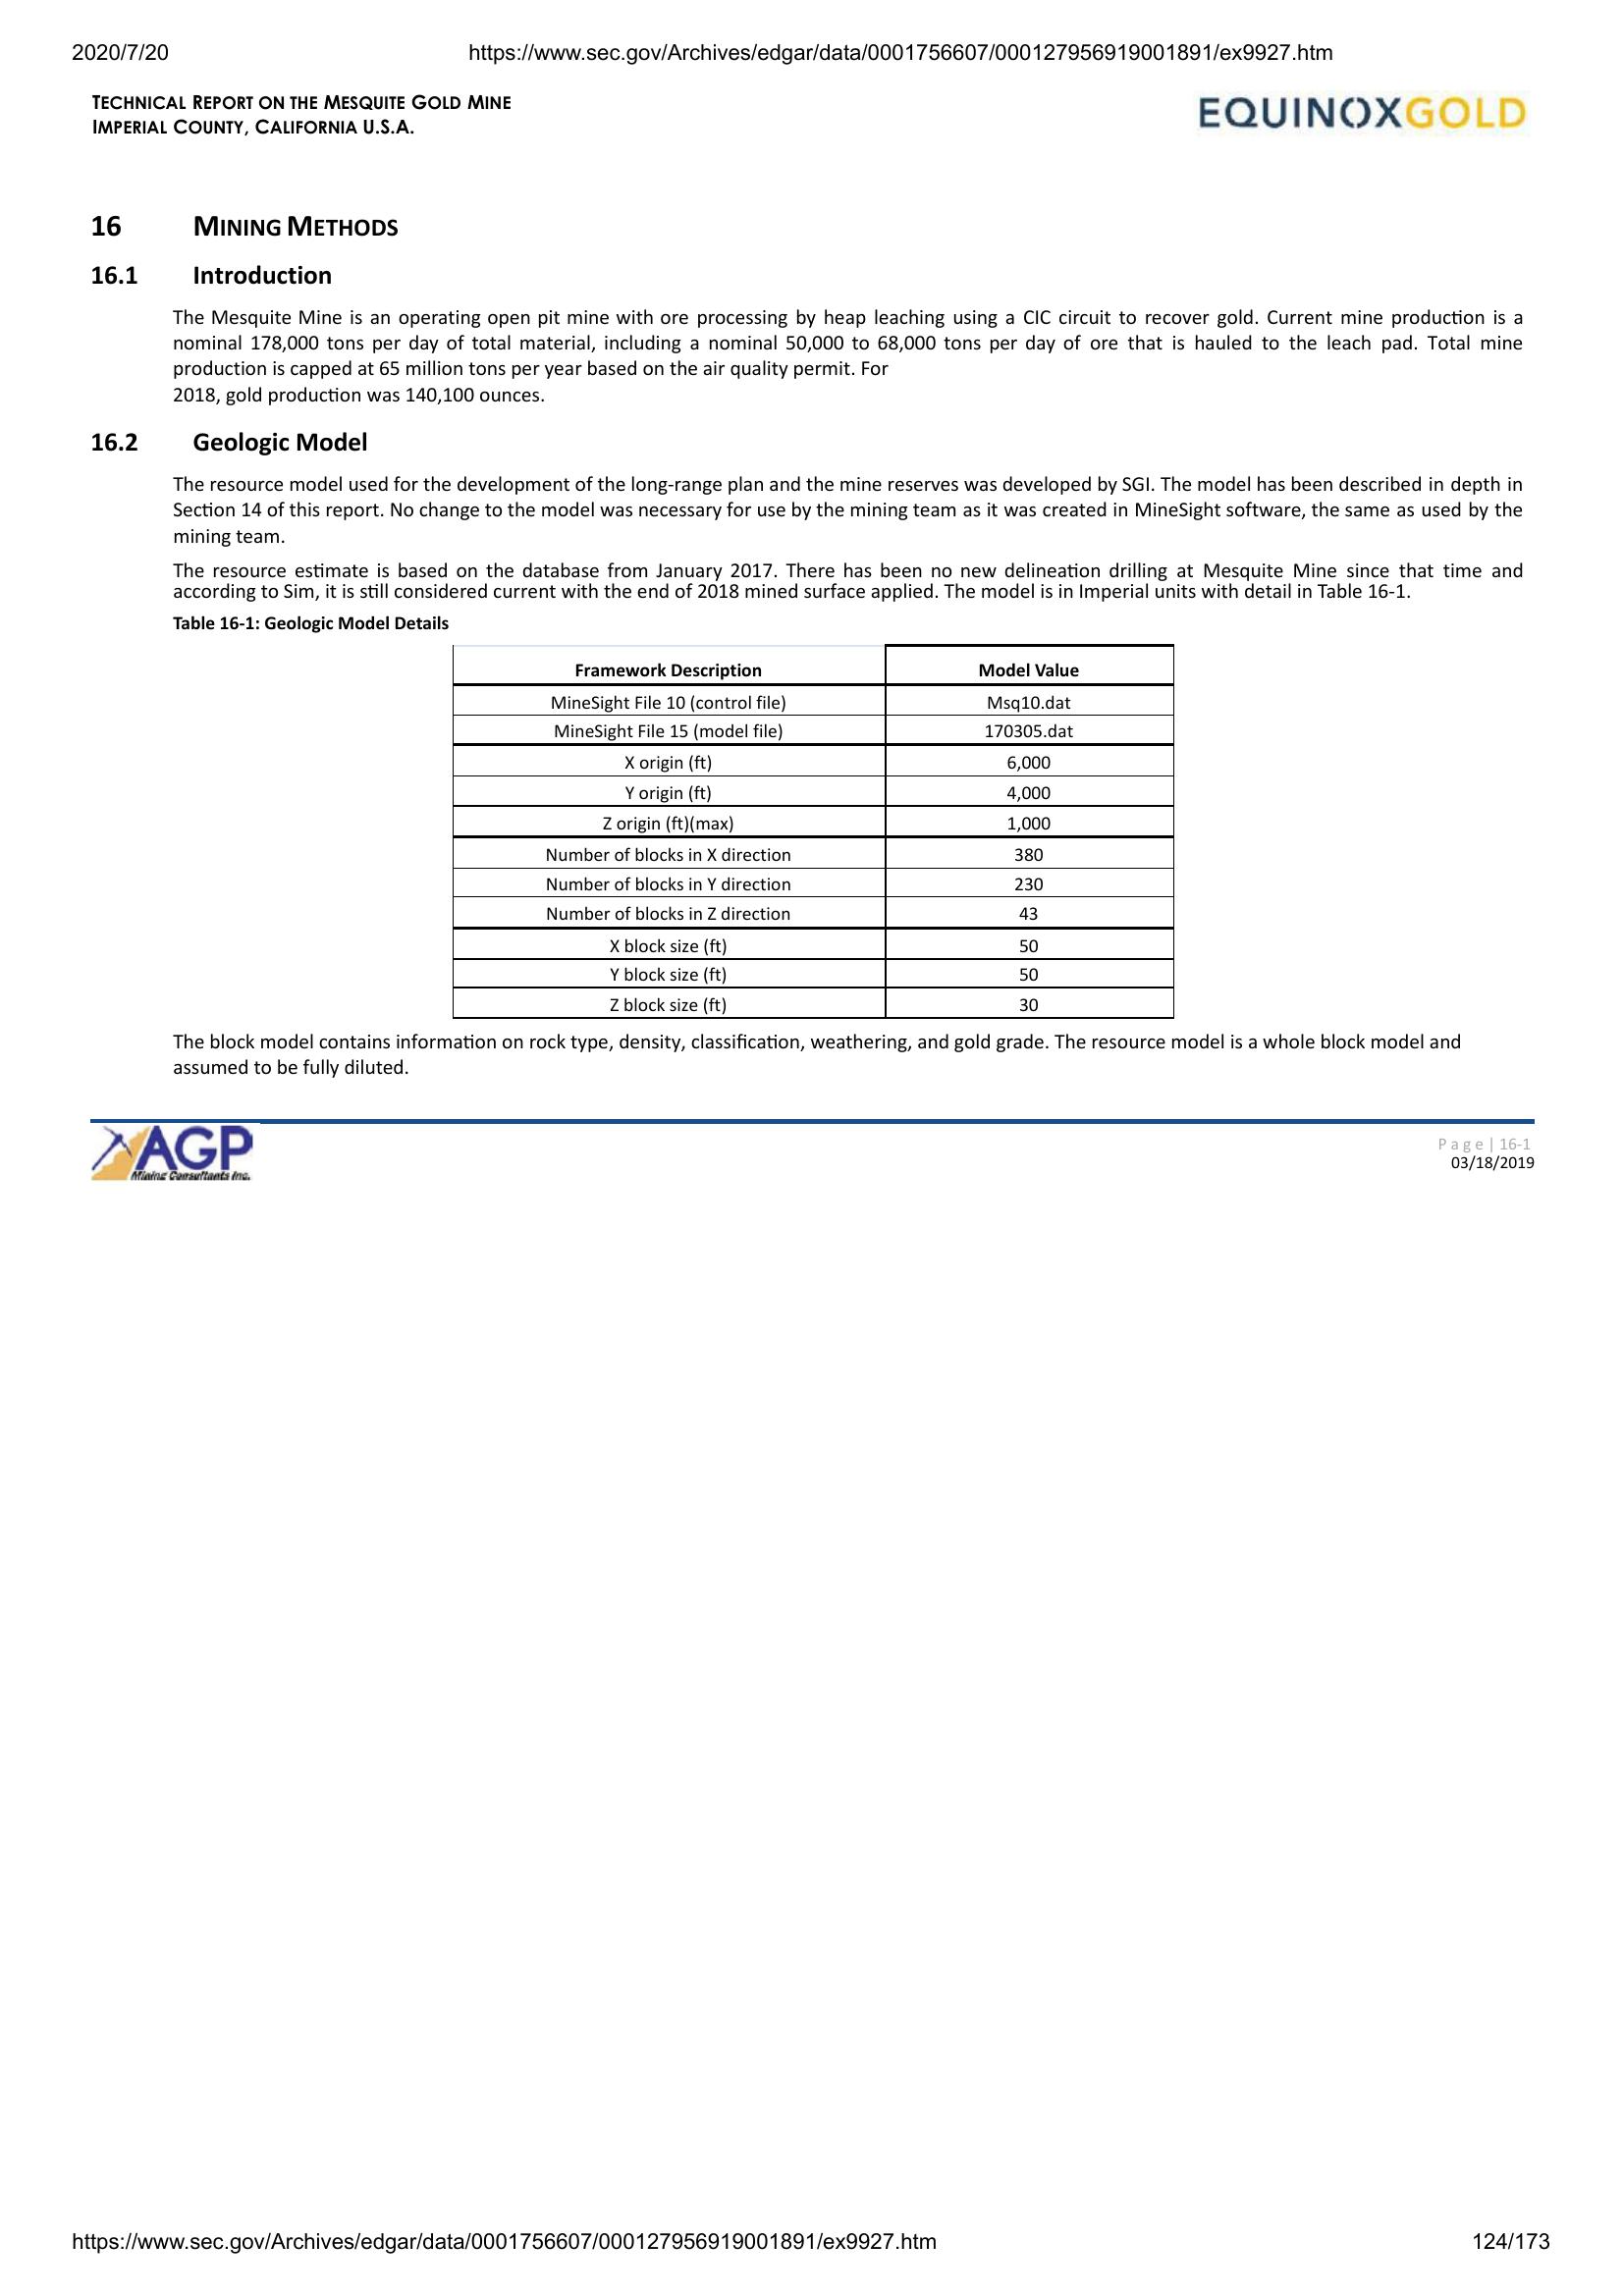 2020/7/20 https://www.sec.gov/Archives/edgar/data/0001756607/000127956919001891/ex9927.htm
TECHNICAL REPORT ON THE MESQUITE GOLD MINE
IMPERIAL COUNTY, CALIFORNIA U.S.A.
EQUINOXGOLD
16 MINING METHODS
16.1 Introduction
The Mesquite Mine is an operating open pit mine with ore processing by heap leaching using a CIC circuit to recover gold. Current mine production is a
nominal 178,000 tons per day of total material, including a nominal 50,000 to 68,000 tons per day of ore that is hauled to the leach pad. Total mine
production is capped at 65 million tons per year based on the air quality permit. For
2018, gold production was 140,100 ounces.
16.2 Geologic Model
The resource model used for the development of the long-range plan and the mine reserves was developed by SGI. The model has been described in depth in
Section 14 of this report. No change to the model was necessary for use by the mining team as it was created in MineSight software, the same as used by the
mining team.
The resource estimate is based on the database from January 2017. There has been no new delineation drilling at Mesquite Mine since that time and
according to Sim, it is still considered current with the end of 2018 mined surface applied. The model is in Imperial units with detail in Table 16-1.
Table 16-1: Geologic Model Details
Framework Description Model Value
MineSight File 10 (control file) Msq10.dat
MineSight File 15 (model file) 170305.dat
X origin (ft) 6,000
Y origin (ft) 4,000
Z origin (ft)(max) 1,000
Number of blocks in X direction 380
Number of blocks in Y direction 230
Number of blocks in Z direction 43
X block size (ft) 50
Y block size (ft) 50
Z block size (ft) 30
The block model contains information on rock type, density, classification, weathering, and gold grade. The resource model is a whole block model and
assumed to be fully diluted.
AGP
Mining Consultants Inc.
Page | 16-1
03/18/2019
https://www.sec.gov/Archives/edgar/data/0001756607/000127956919001891/ex9927.htm 124/173